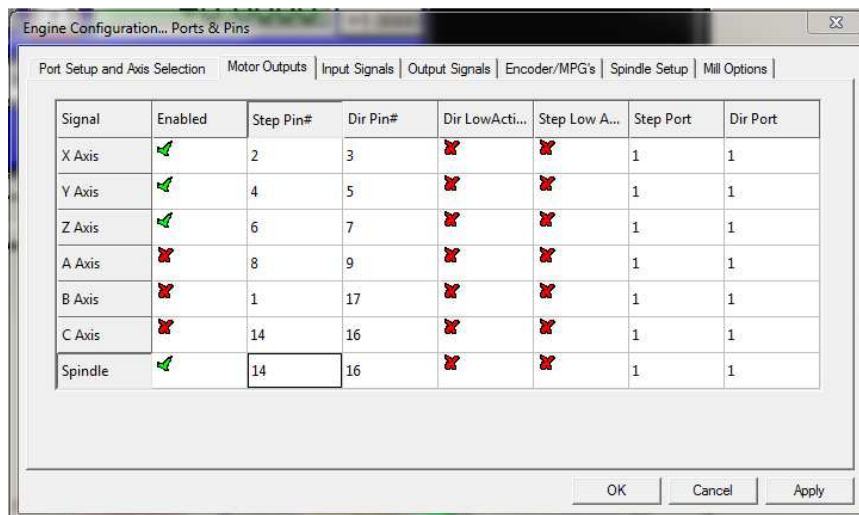 Engine Configuration... Ports & Pins
Port Setup and Axis Selection Motor Outputs Input Signals Output Signals Encoder/MPG's Spindle Setup Mill Options
Signal Enabled Step Pin# Dir Pin# Dir LowActi... Step Low A... Step Port Dir Port
X Axis 2 3 1 1
Y Axis 4 5 1 1
Z Axis 6 7 1 1
A Axis 8 9 1 1
B Axis 1 17 1 1
C Axis 14 16 1 1
Spindle 14 16 1 1
OK Cancel Apply